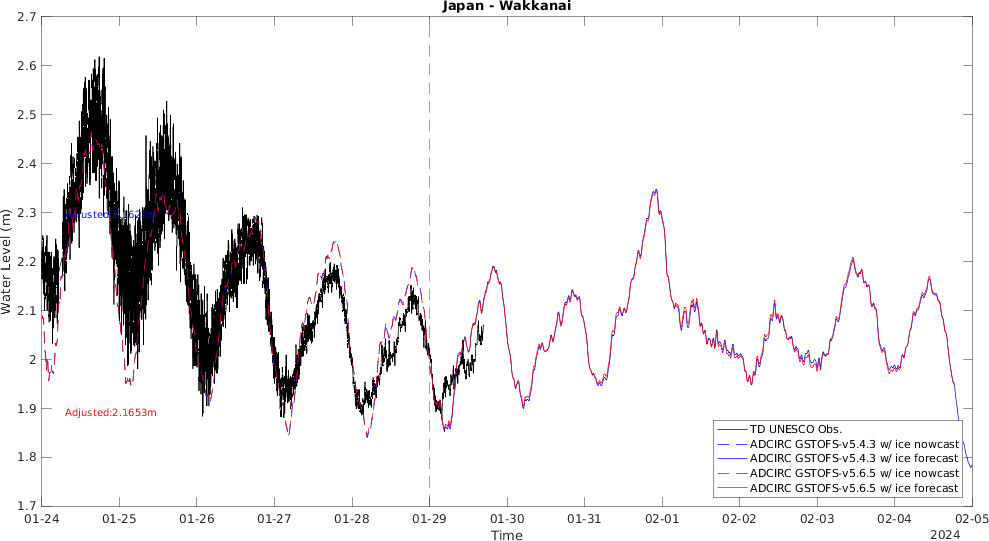 Japan - Wakkanai
2.7
2.6
2.5
2.4
2.3
2.2
2.1
2
1.9
1.8
1.7
Water Level (m)
Adjusted:2.1653m
TD UNESCO Obs.
ADCIRC GSTOFS-v5.4.3 w/ ice nowcast
ADCIRC GSTOFS-v5.4.3 w/ ice forecast
ADCIRC GSTOFS-v5.6.5 w/ ice nowcast
ADCIRC GSTOFS-v5.6.5 w/ ice forecast
01-24 01-25 01-26 01-27 01-28 01-29 01-30 01-31 02-01 02-02 02-03 02-04 02-05
Time
2024